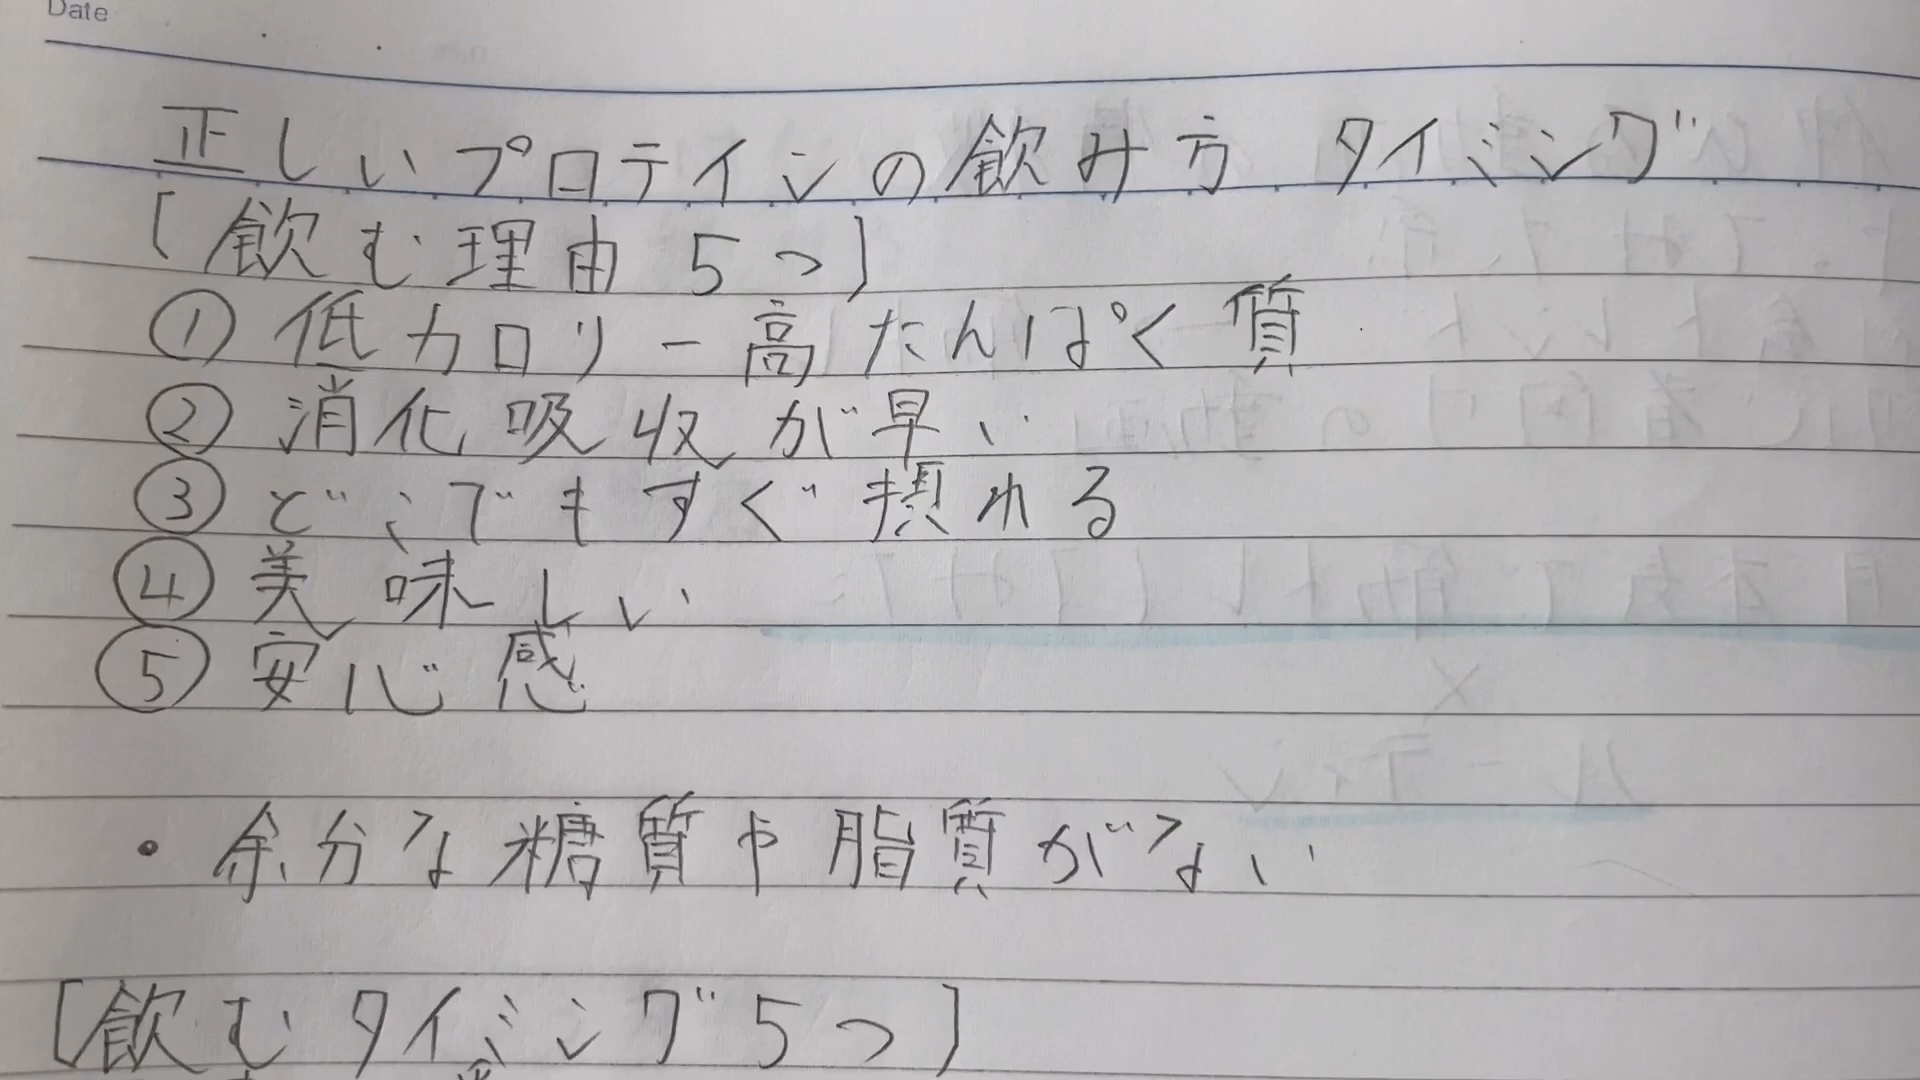 Date
正しいプロテインの飲み方 タイミング
[飲む理由 5つ]
① 低カロリー高たんぱく質
② 消化吸収が早い
③ どこでもすぐ摂れる
④ 美味しい
⑤ 安心感
・余分な糖質や脂質がない
[飲むタイミング5つ]